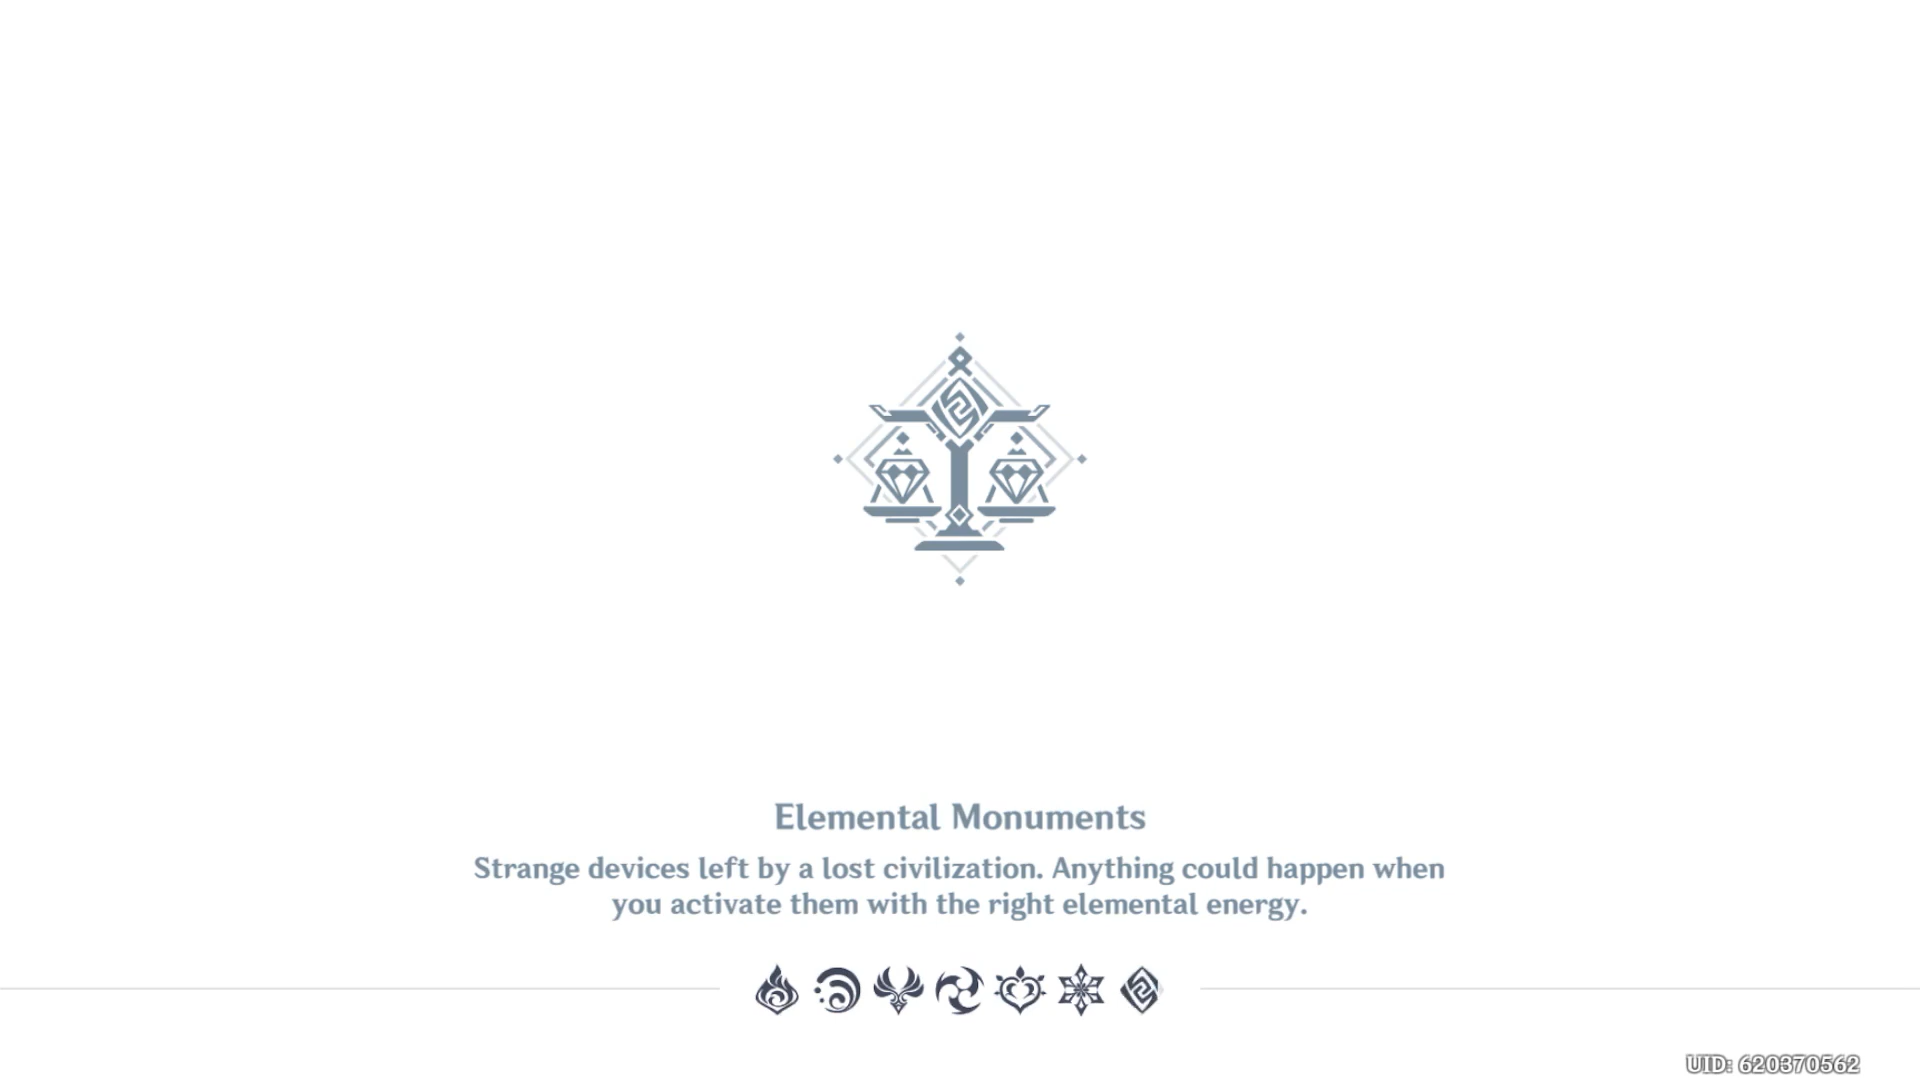 Elemental Monuments
Strange devices left by a lost civilization. Anything could happen when
you activate them with the right elemental energy.
UID: 620370562